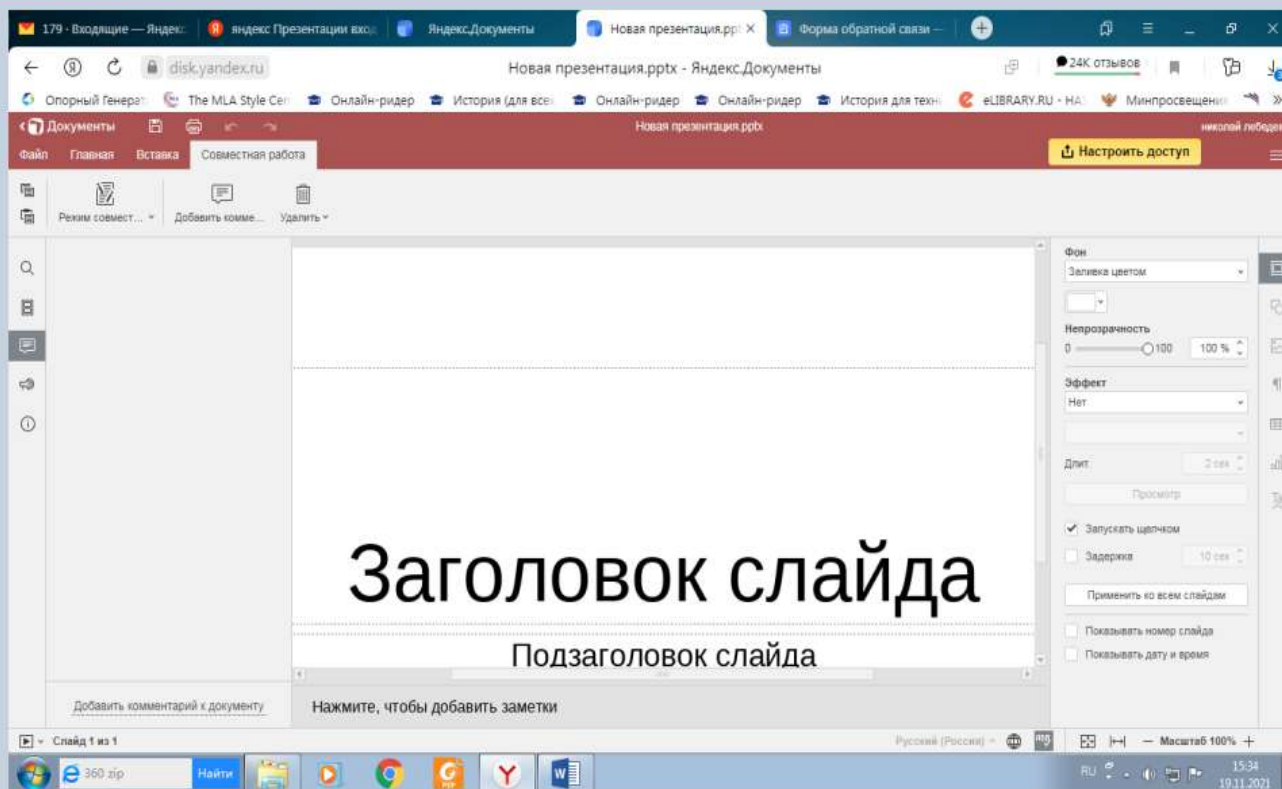 179 · Входящие — Яндекс
яндекс Презентации вход
Яндекс.Документы
Новая презентация.pp
Форма обратной связи —
disk.yandex.ru
Новая презентация.pptx - Яндекс.Документы
24K отзывов
Опорный Генерат
The MLA Style Cen
Онлайн-ридер
История (для все
Онлайн-ридер
Онлайн-ридер
История для техн
eLIBRARY.RU - НА
Минпросвещени
Документы
Новая презентация.pptx
николай лебедев
Файл Главная Вставка Совместная работа
Настроить доступ
Режим совмест...
Добавить комме...
Удалить
Фон
Заливка цветом
Непрозрачность
0 100 100 %
Эффект
Нет
Длит 2 сек
Просмотр
Запускать щелчком
Задержка 10 сек
Применить ко всем слайдам
Показывать номер слайда
Показывать дату и время
Заголовок слайда
Подзаголовок слайда
Добавить комментарий к документу
Нажмите, чтобы добавить заметки
Слайд 1 из 1
Русский (Россия)
Масштаб 100%
360 zip
Найти
RU
15:34
19.11.2021